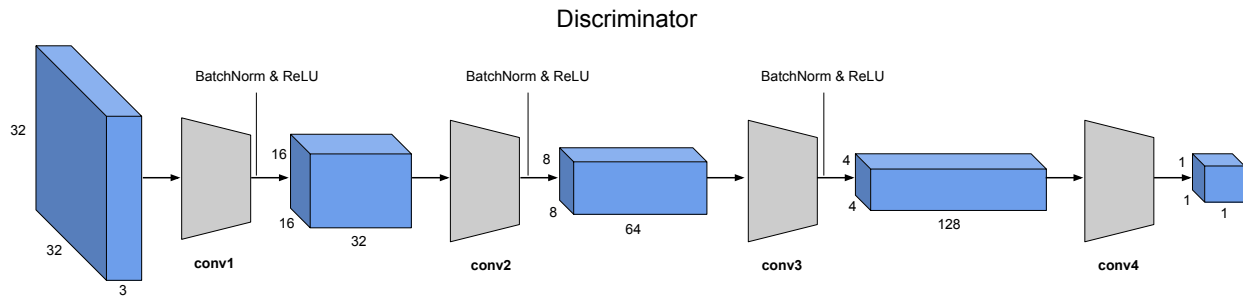 Discriminator
BatchNorm & ReLU
BatchNorm & ReLU
BatchNorm & ReLU
32
32
3
conv1
16
16
32
conv2
8
8
64
conv3
4
4
128
conv4
1
1
1